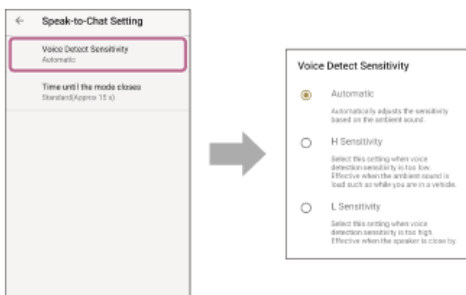 Speak-to-Chat Setting
Voice Detect Sensitivity
Automatic
Time until the mode closes
Standard(Approx 15 s)
Voice Detect Sensitivity
Automatic
Automatically adjusts the sensitivity
based on the ambient sound.
H Sensitivity
Select this setting when voice
detection sensitivity is too low.
Effective when the ambient sound is
loud such as while you are in a vehicle.
L Sensitivity
Select this setting when voice
detection sensitivity is too high.
Effective when the speaker is close by.